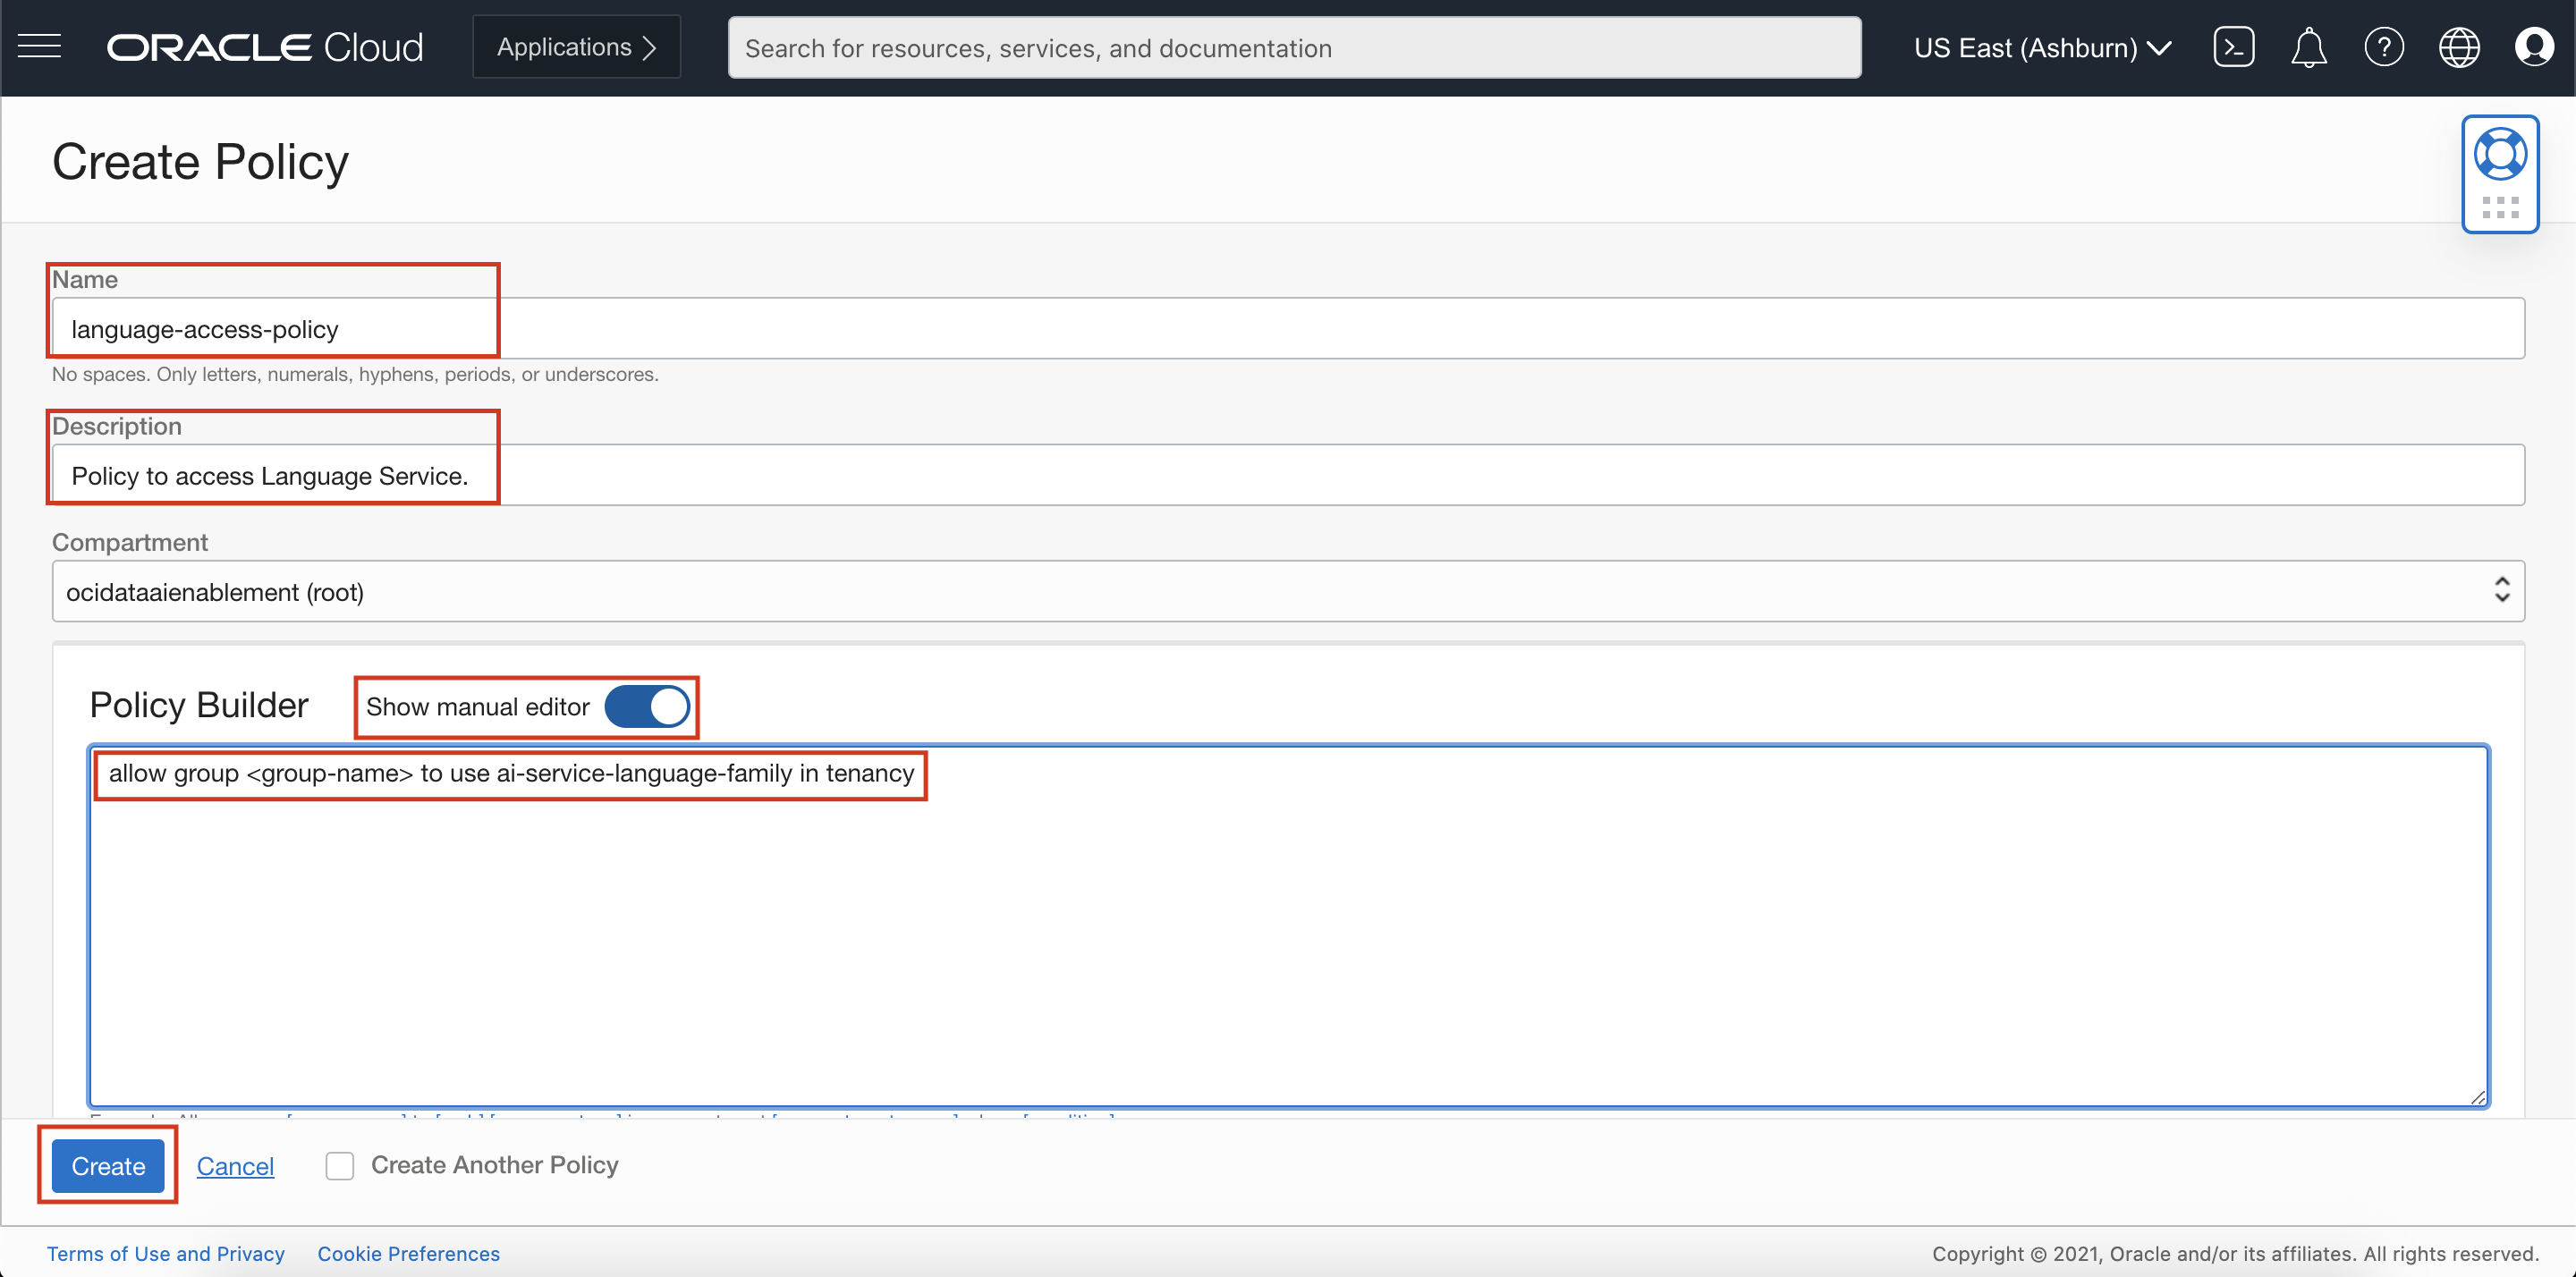 ORACLE Cloud
Applications
Search for resources, services, and documentation
US East (Ashburn)
Create Policy
Name
language-access-policy
No spaces. Only letters, numerals, hyphens, periods, or underscores.
Description
Policy to access Language Service.
Compartment
ocidataaienablement (root)
Policy Builder
Show manual editor
allow group <group-name> to use ai-service-language-family in tenancy
Create
Cancel
Create Another Policy
Terms of Use and Privacy
Cookie Preferences
Copyright © 2021, Oracle and/or its affiliates. All rights reserved.